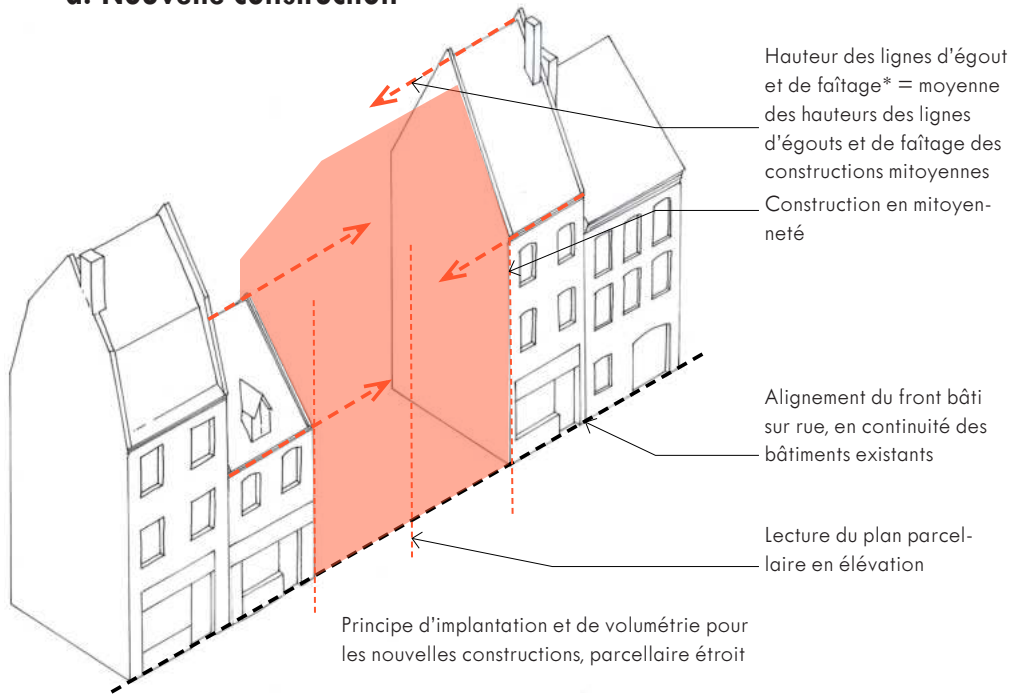 a. Nouvelle construction
Hauteur des lignes d'égout
et de faîtage* = moyenne
des hauteurs des lignes
d'égouts et de faîtage des
constructions mitoyennes
Construction en mitoyen-
neté
Alignement du front bâti
sur rue, en continuité des
bâtiments existants
Lecture du plan parcel-
laire en élévation
Principe d'implantation et de volumétrie pour
les nouvelles constructions, parcellaire étroit